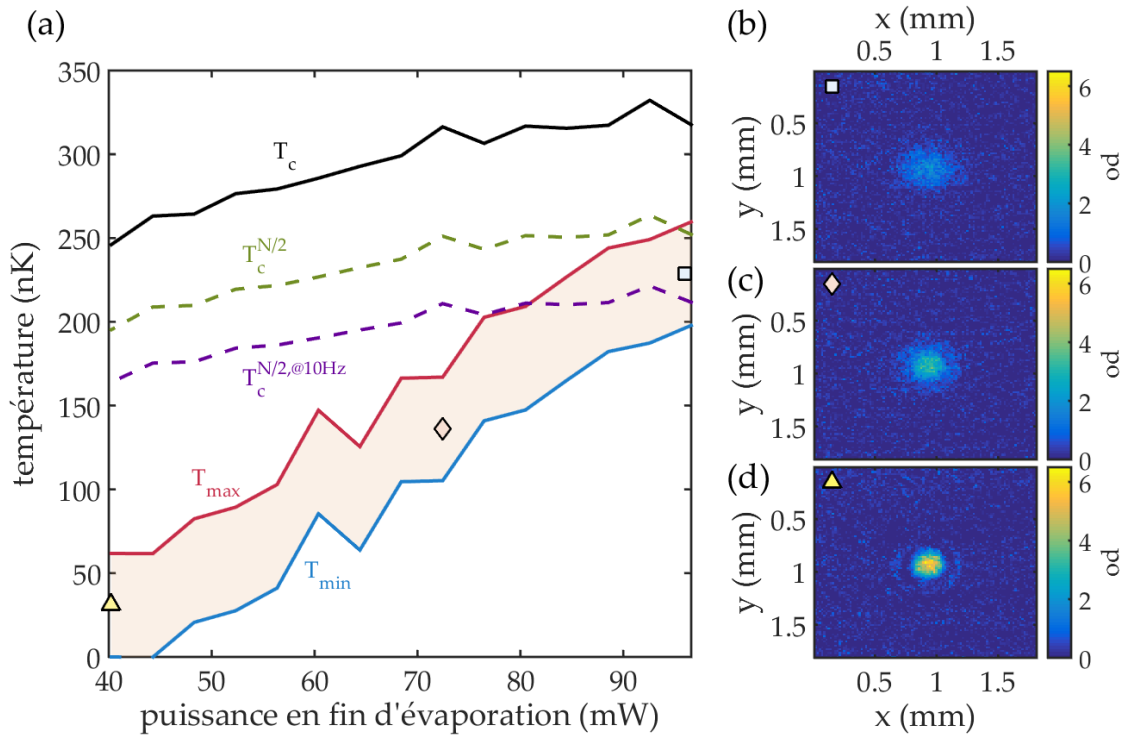 (a)
350
300
250
200
150
100
50
0
température (nK)
T_c
T_c^{N/2}
T_c^{N/2,@10Hz}
T_max
T_min
40 50 60 70 80 90
puissance en fin d'évaporation (mW)
(b)
x (mm)
0.5 1 1.5
y (mm)
0.5
1
1.5
6
4
2
0
od
(c)
y (mm)
0.5
1
1.5
6
4
2
0
od
(d)
y (mm)
0.5
1
1.5
6
4
2
0
od
0.5 1 1.5
x (mm)